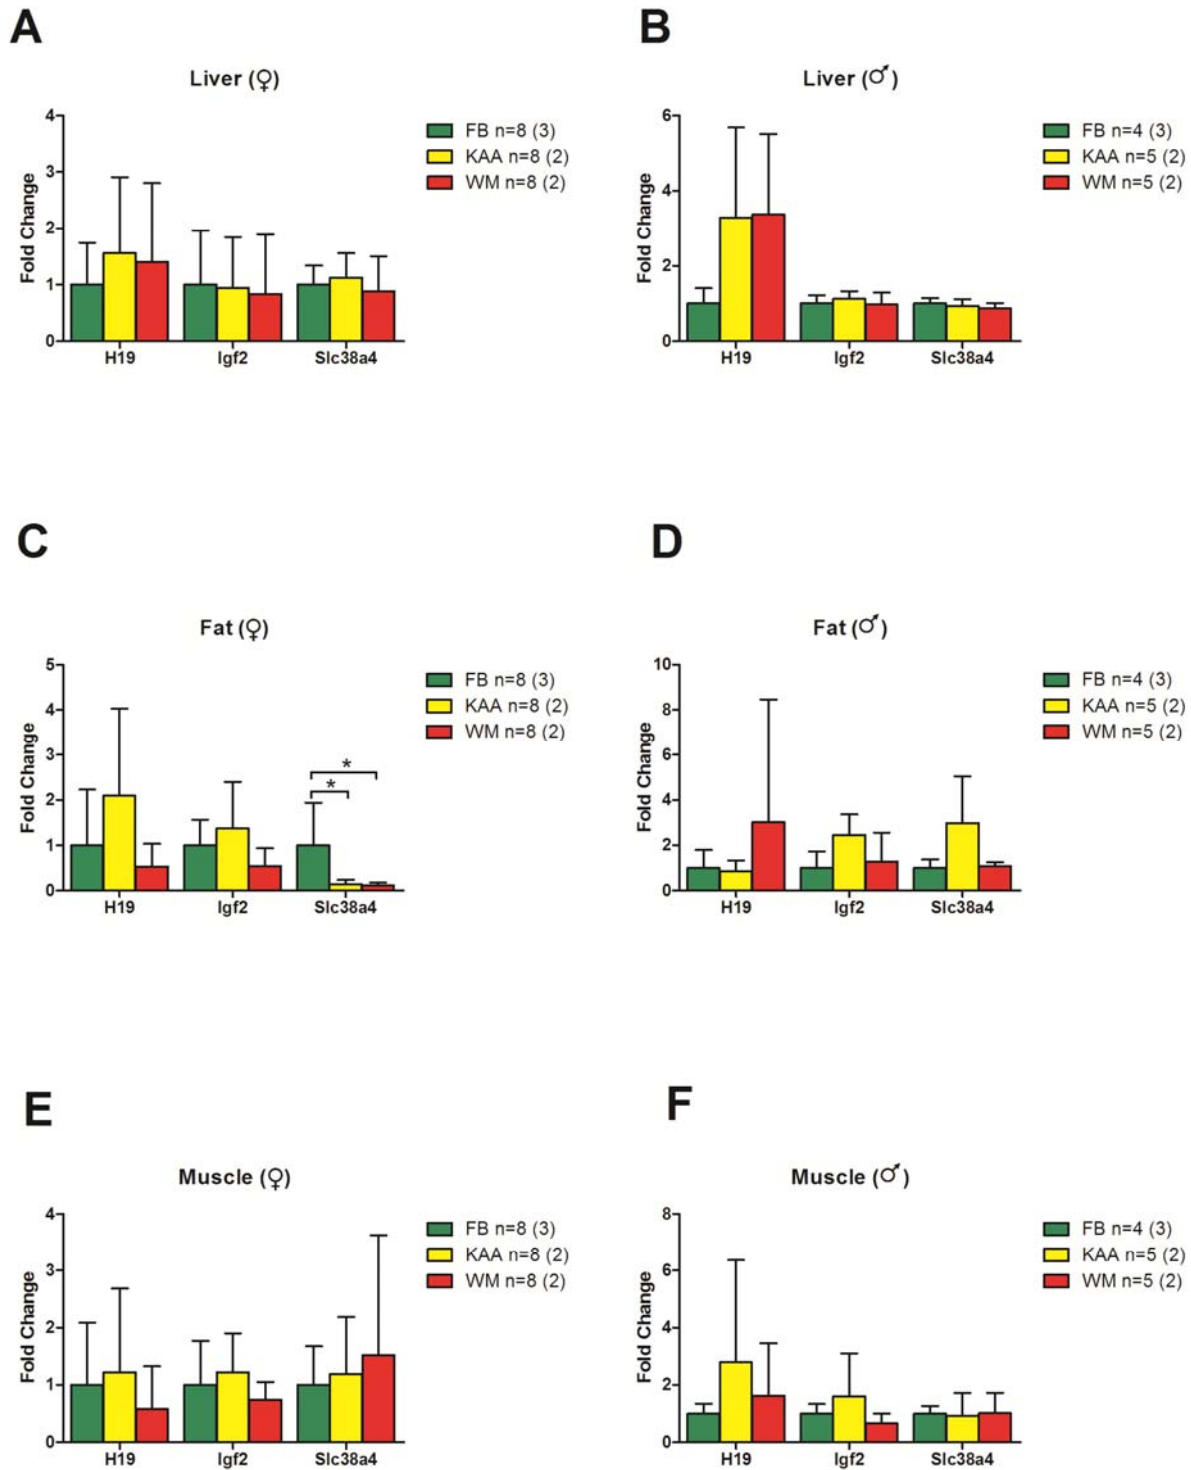 A
Liver (♀)
Fold Change
4
3
2
1
0
H19 Igf2 Slc38a4
FB n=8 (3)
KAA n=8 (2)
WM n=8 (2)
B
Liver (♂)
Fold Change
6
4
2
0
H19 Igf2 Slc38a4
FB n=4 (3)
KAA n=5 (2)
WM n=5 (2)
C
Fat (♀)
Fold Change
5
4
3
2
1
0
*
*
H19 Igf2 Slc38a4
FB n=8 (3)
KAA n=8 (2)
WM n=8 (2)
D
Fat (♂)
Fold Change
10
8
6
4
2
0
H19 Igf2 Slc38a4
FB n=4 (3)
KAA n=5 (2)
WM n=5 (2)
E
Muscle (♀)
Fold Change
4
3
2
1
0
H19 Igf2 Slc38a4
FB n=8 (3)
KAA n=8 (2)
WM n=8 (2)
F
Muscle (♂)
Fold Change
8
6
4
2
0
H19 Igf2 Slc38a4
FB n=4 (3)
KAA n=5 (2)
WM n=5 (2)